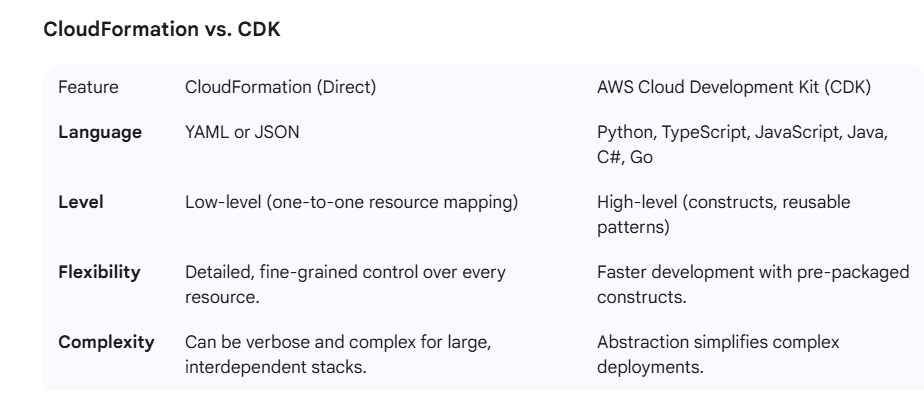 CloudFormation vs. CDK
Feature CloudFormation (Direct) AWS Cloud Development Kit (CDK)
Language YAML or JSON Python, TypeScript, JavaScript, Java,
C#, Go
Level Low-level (one-to-one resource mapping) High-level (constructs, reusable
patterns)
Flexibility Detailed, fine-grained control over every Faster development with pre-packaged
resource. constructs.
Complexity Can be verbose and complex for large, Abstraction simplifies complex
interdependent stacks. deployments.